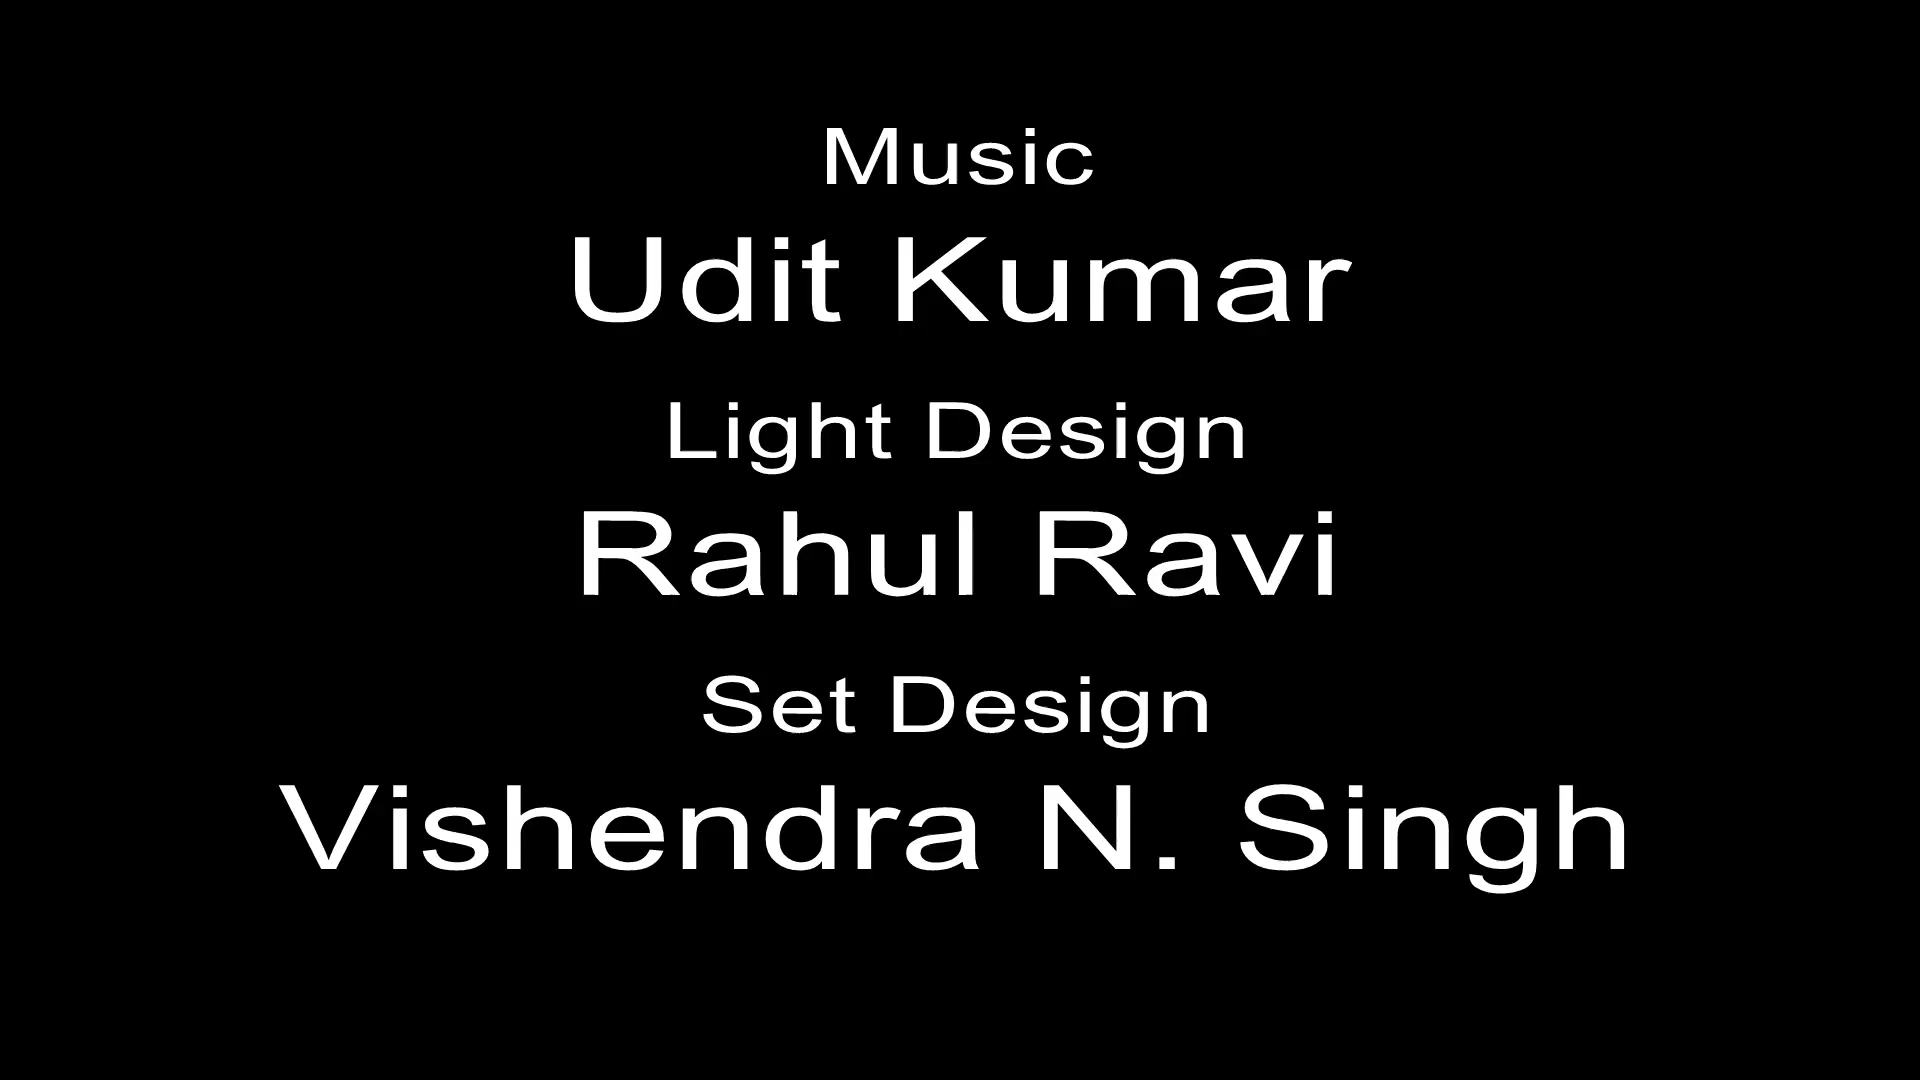 Music
Udit Kumar
Light Design
Rahul Ravi
Set Design
Vishendra N. Singh